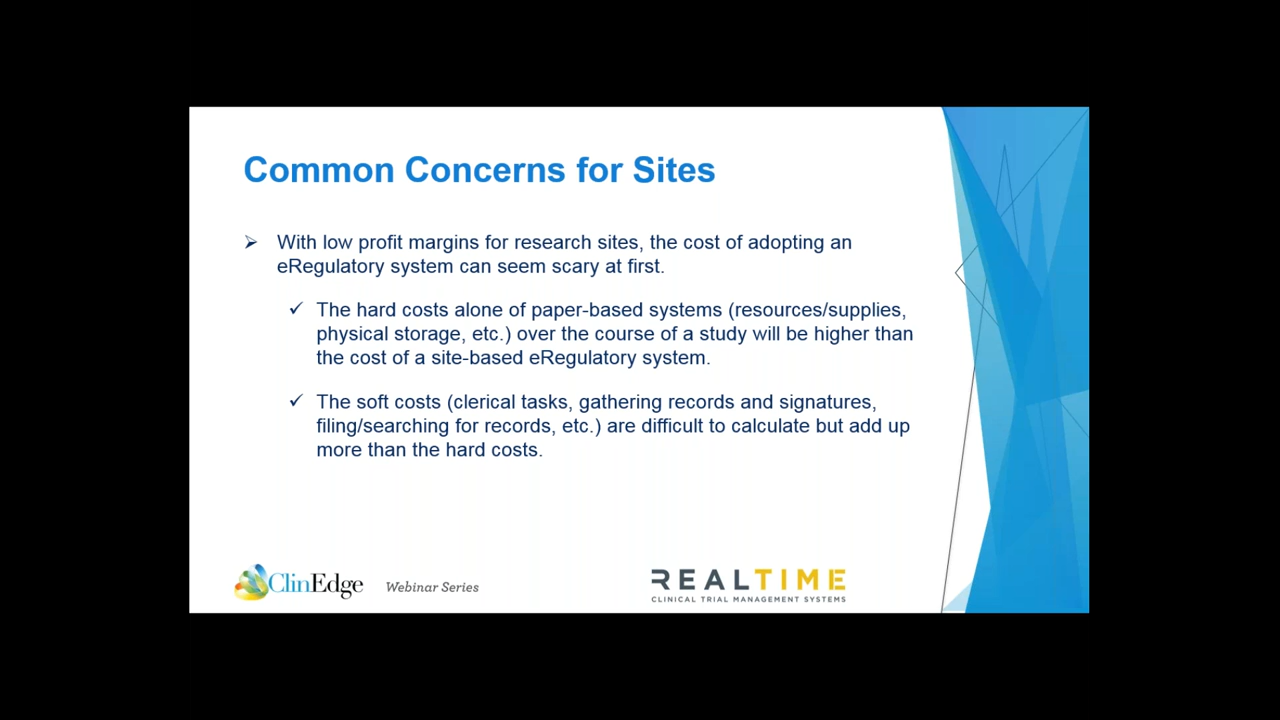 Common Concerns for Sites
With low profit margins for research sites, the cost of adopting an
eRegulatory system can seem scary at first.
The hard costs alone of paper-based systems (resources/supplies,
physical storage, etc.) over the course of a study will be higher than
the cost of a site-based eRegulatory system.
The soft costs (clerical tasks, gathering records and signatures,
filing/searching for records, etc.) are difficult to calculate but add up
more than the hard costs.
ClinEdge Webinar Series
REALTIME
CLINICAL TRIAL MANAGEMENT SYSTEMS